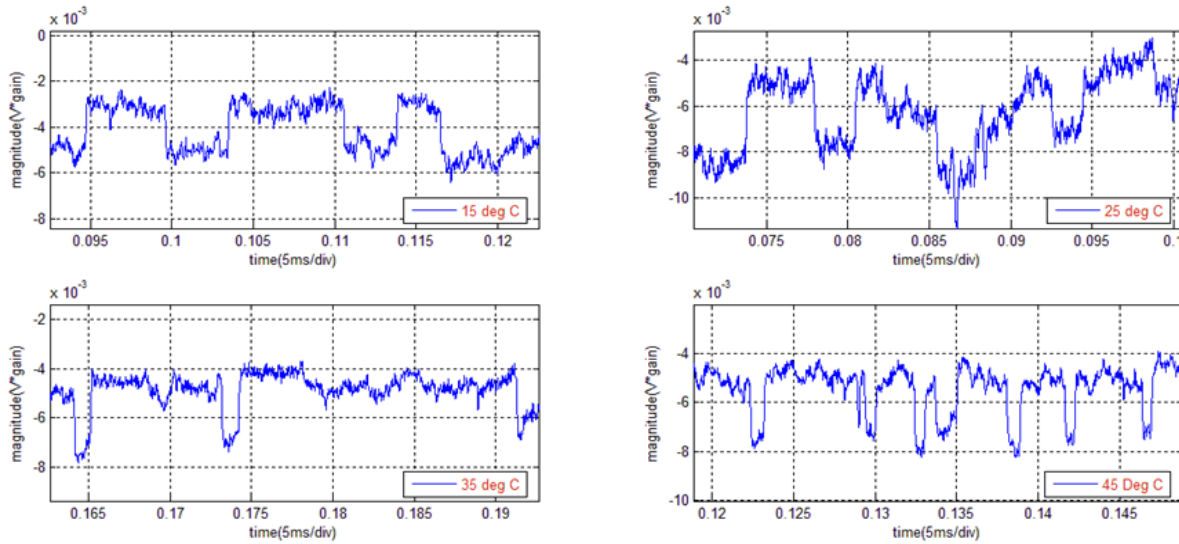 x 10⁻³
0
-2
-4
-6
-8
magnitude(V*gain)
0.095
0.1
0.105
0.11
0.115
0.12
time(5ms/div)
15 deg C
x 10⁻³
-4
-6
-8
-10
magnitude(V*gain)
0.075
0.08
0.085
0.09
0.095
0.1
time(5ms/div)
25 deg C
x 10⁻³
-2
-4
-6
-8
magnitude(V*gain)
0.165
0.17
0.175
0.18
0.185
0.19
time(5ms/div)
35 deg C
x 10⁻³
-4
-6
-8
-10
magnitude(V*gain)
0.12
0.125
0.13
0.135
0.14
0.145
time(5ms/div)
45 Deg C